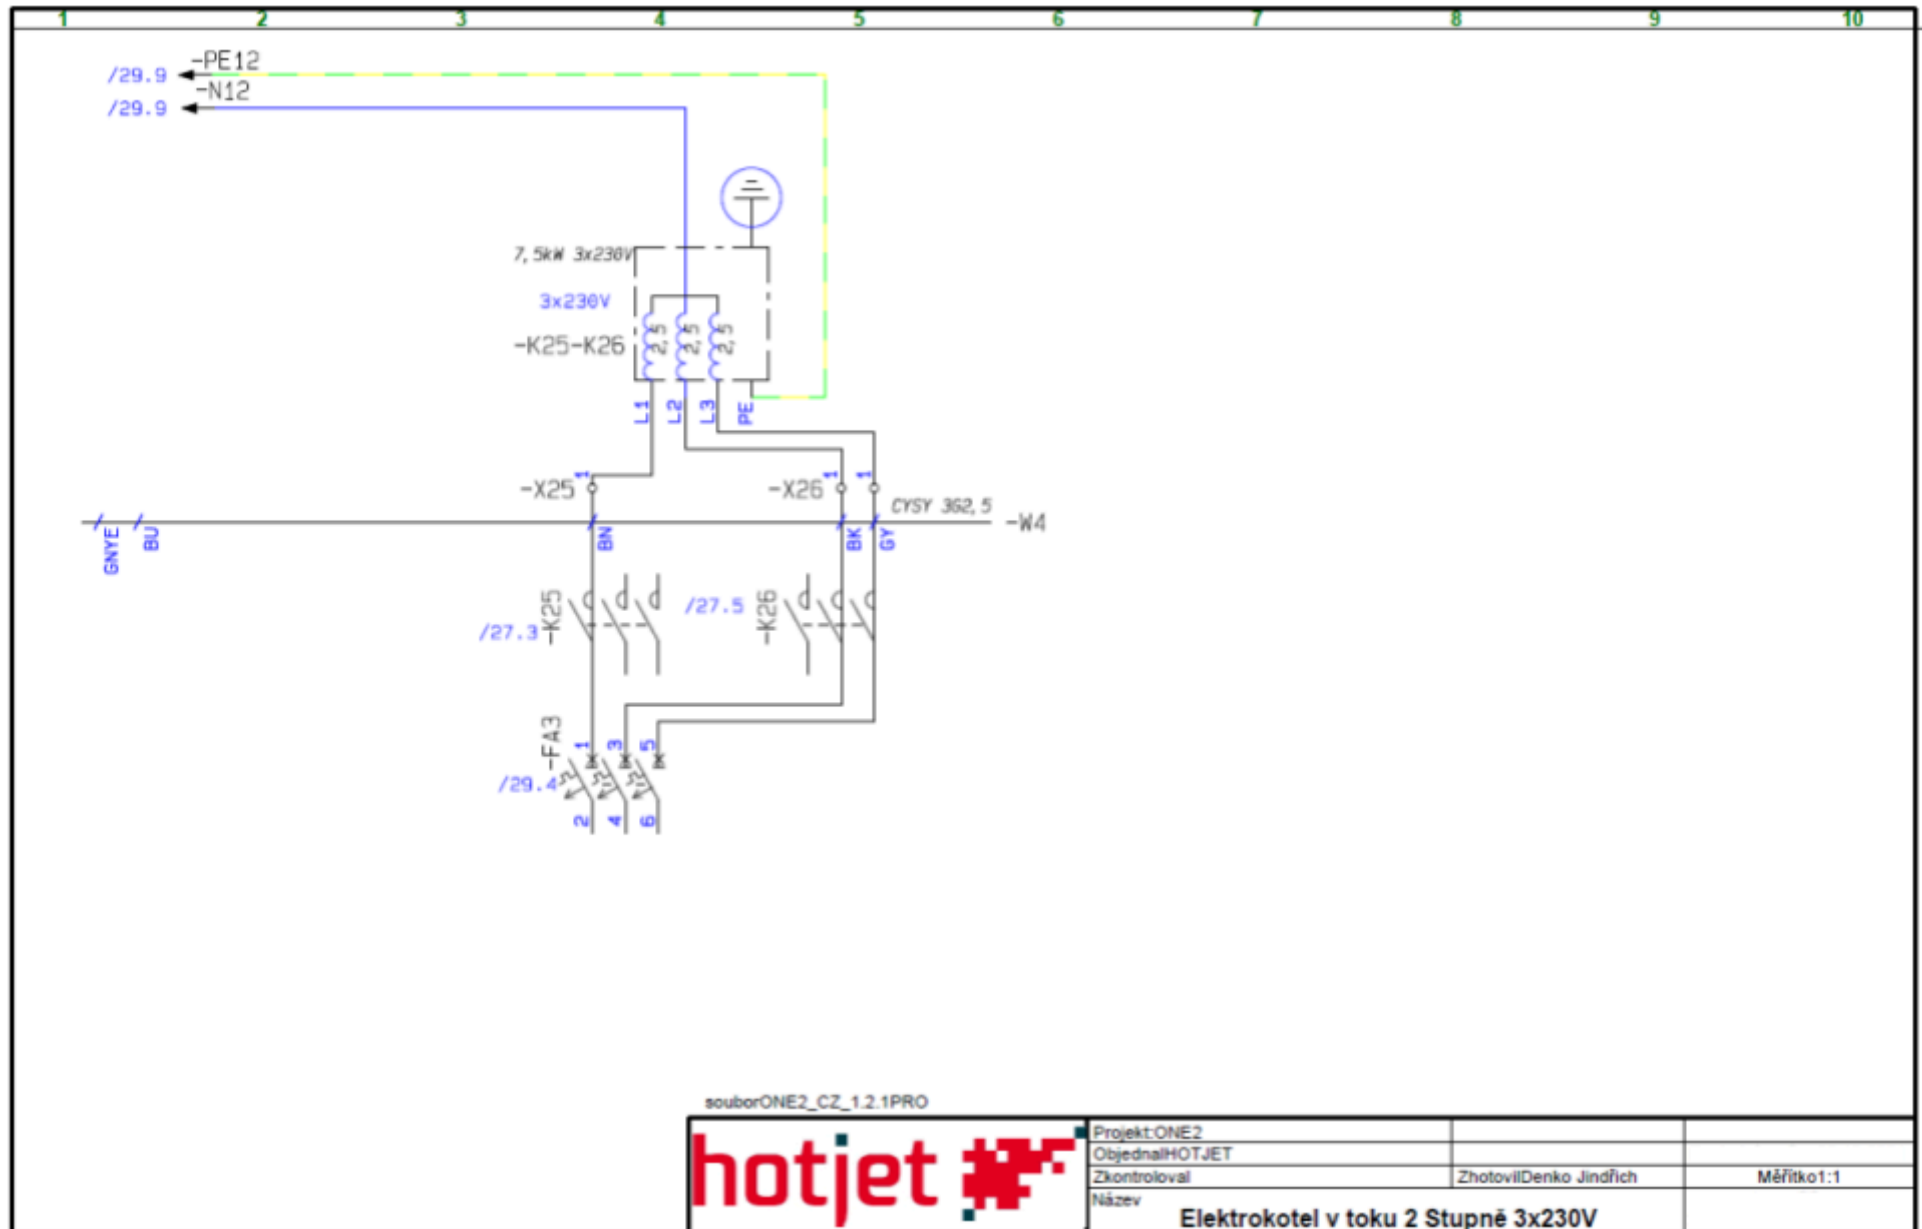 1 2 3 4 5 6 7 8 9 10
/29.9 -PE12
/29.9 -N12
7,5kW 3x230V
3x230V
-K25-K26
2,5 2,5 2,5
L1 L2 L3 PE
-X25 1
-X26 1 1
CYSY 3G2,5
-W4
GNYE BU BN BK GY
/27.3 -K25
/27.5 -K26
-FA3
1 3 5
/29.4
2 4 6
souborONE2_CZ_1.2.1PRO
hotjet
Projekt:ONE2
ObjednalHOTJET
Zkontroloval ZhotovilDenko Jindřich Měřítko1:1
Název
Elektrokotel v toku 2 Stupně 3x230V